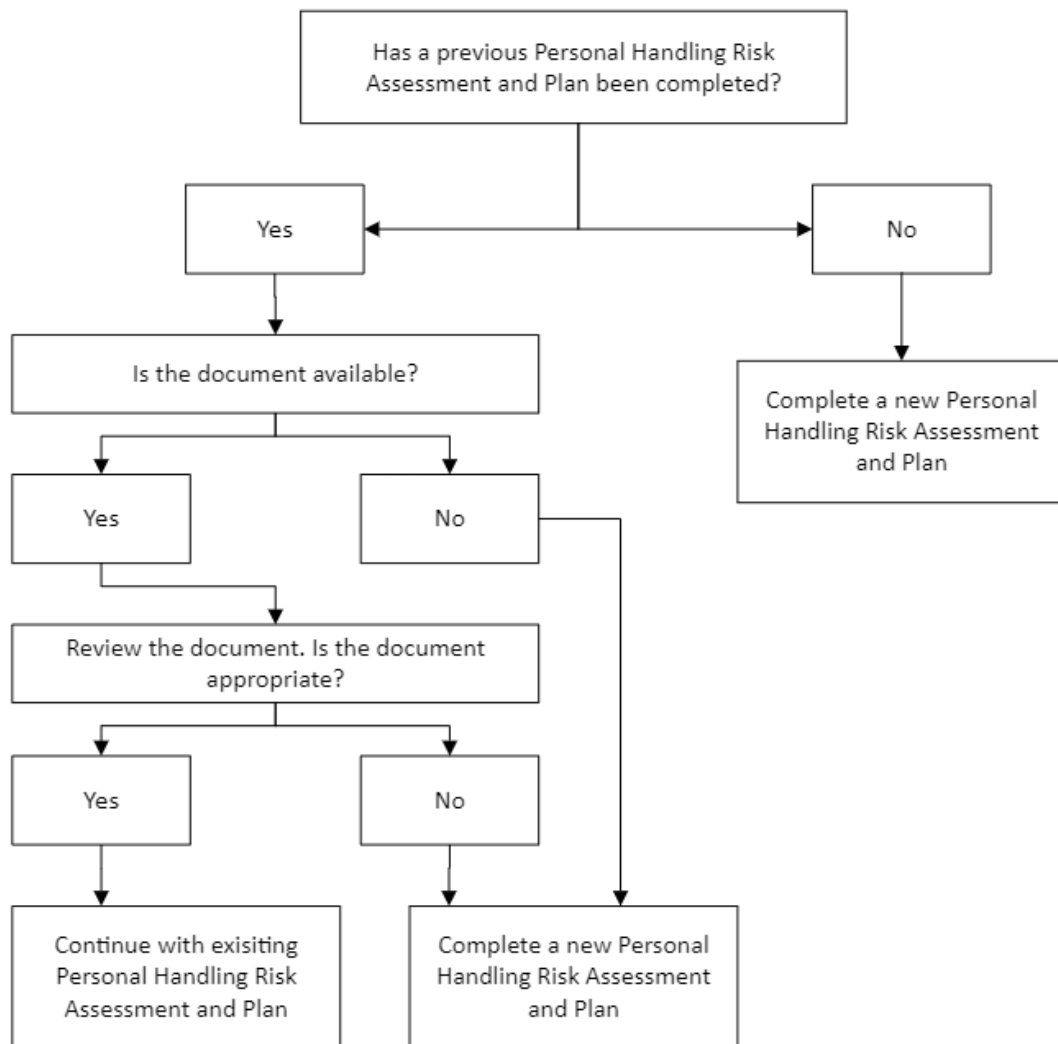 Has a previous Personal Handling Risk
Assessment and Plan been completed?
Yes
No
Is the document available?
Complete a new Personal
Handling Risk Assessment
and Plan
Yes
No
Review the document. Is the document
appropriate?
Yes
No
Continue with exisiting
Personal Handling Risk
Assessment and Plan
Complete a new Personal
Handling Risk Assessment
and Plan